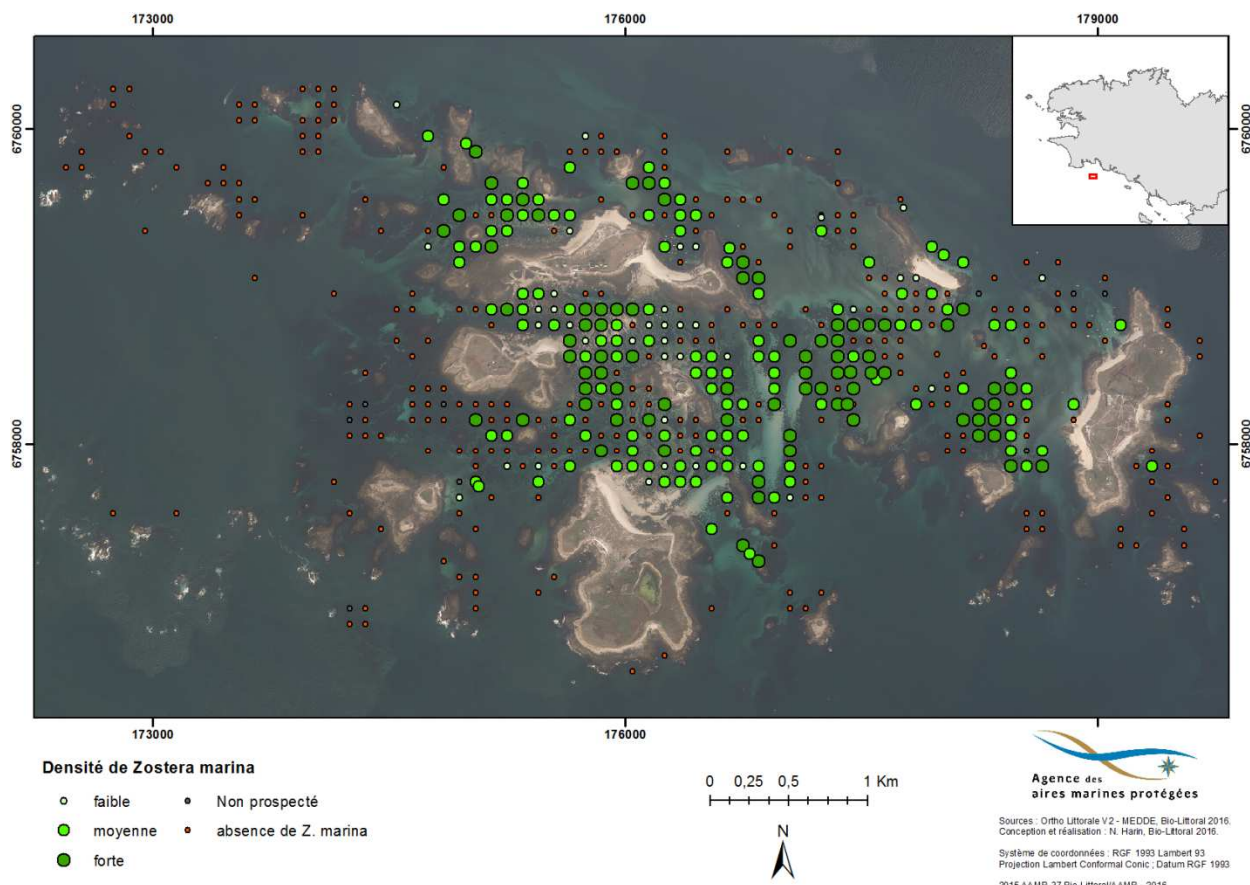 173000 176000 179000
6760000 6760000
6758000 6758000
173000 176000 179000
Densité de Zostera marina
faible Non prospecté
moyenne absence de Z. marina
forte
0 0,25 0,5 1 Km
N
Agence des
aires marines protégées
Sources : Ortho Littorale V2 - MEDDE, Bio-Littoral 2016.
Conception et réalisation : N. Harin, Bio-Littoral 2016.
Système de coordonnées : RGF 1993 Lambert 93
Projection Lambert Conformal Conic ; Datum RGF 1993